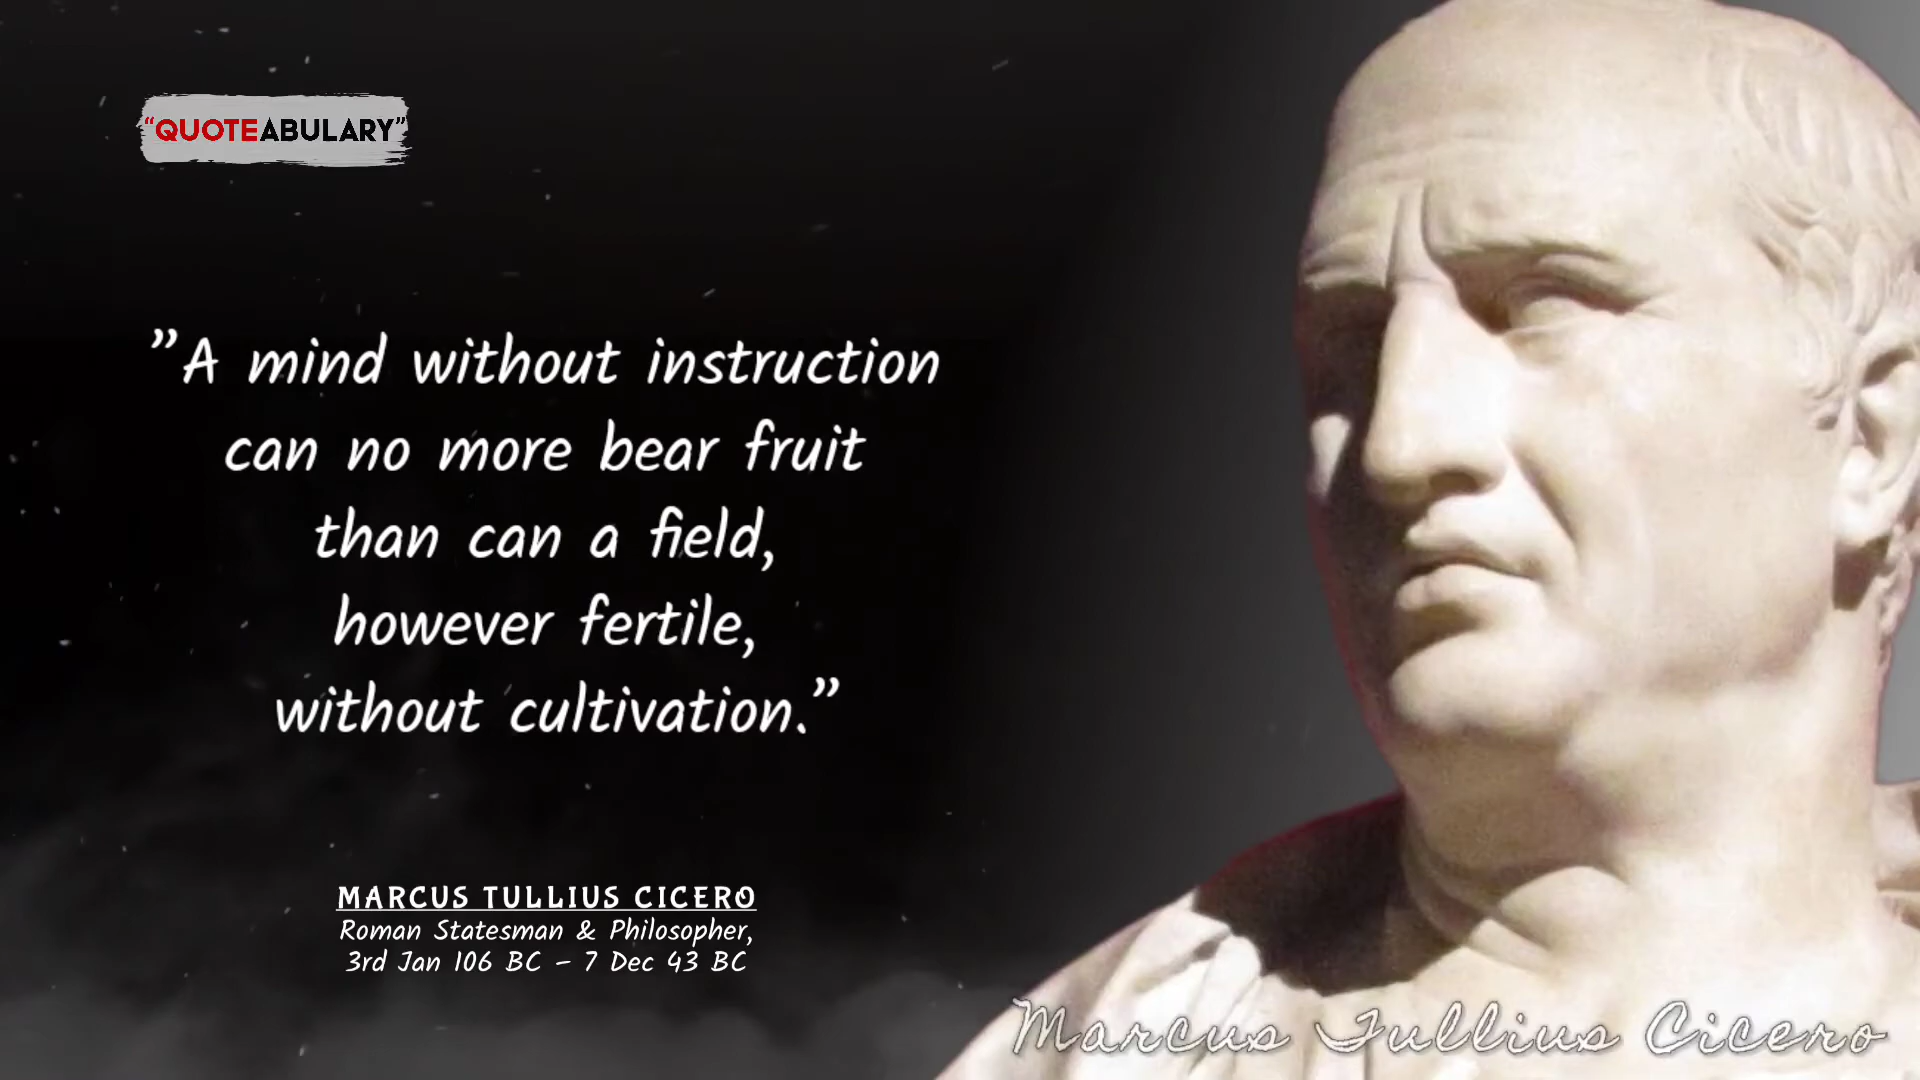 “QUOTEABULARY”
”A mind without instruction
can no more bear fruit
than can a field,
however fertile,
without cultivation.”
MARCUS TULLIUS CICERO
Roman Statesman & Philosopher,
3rd Jan 106 BC – 7 Dec 43 BC
Marcus Tullius Cicero